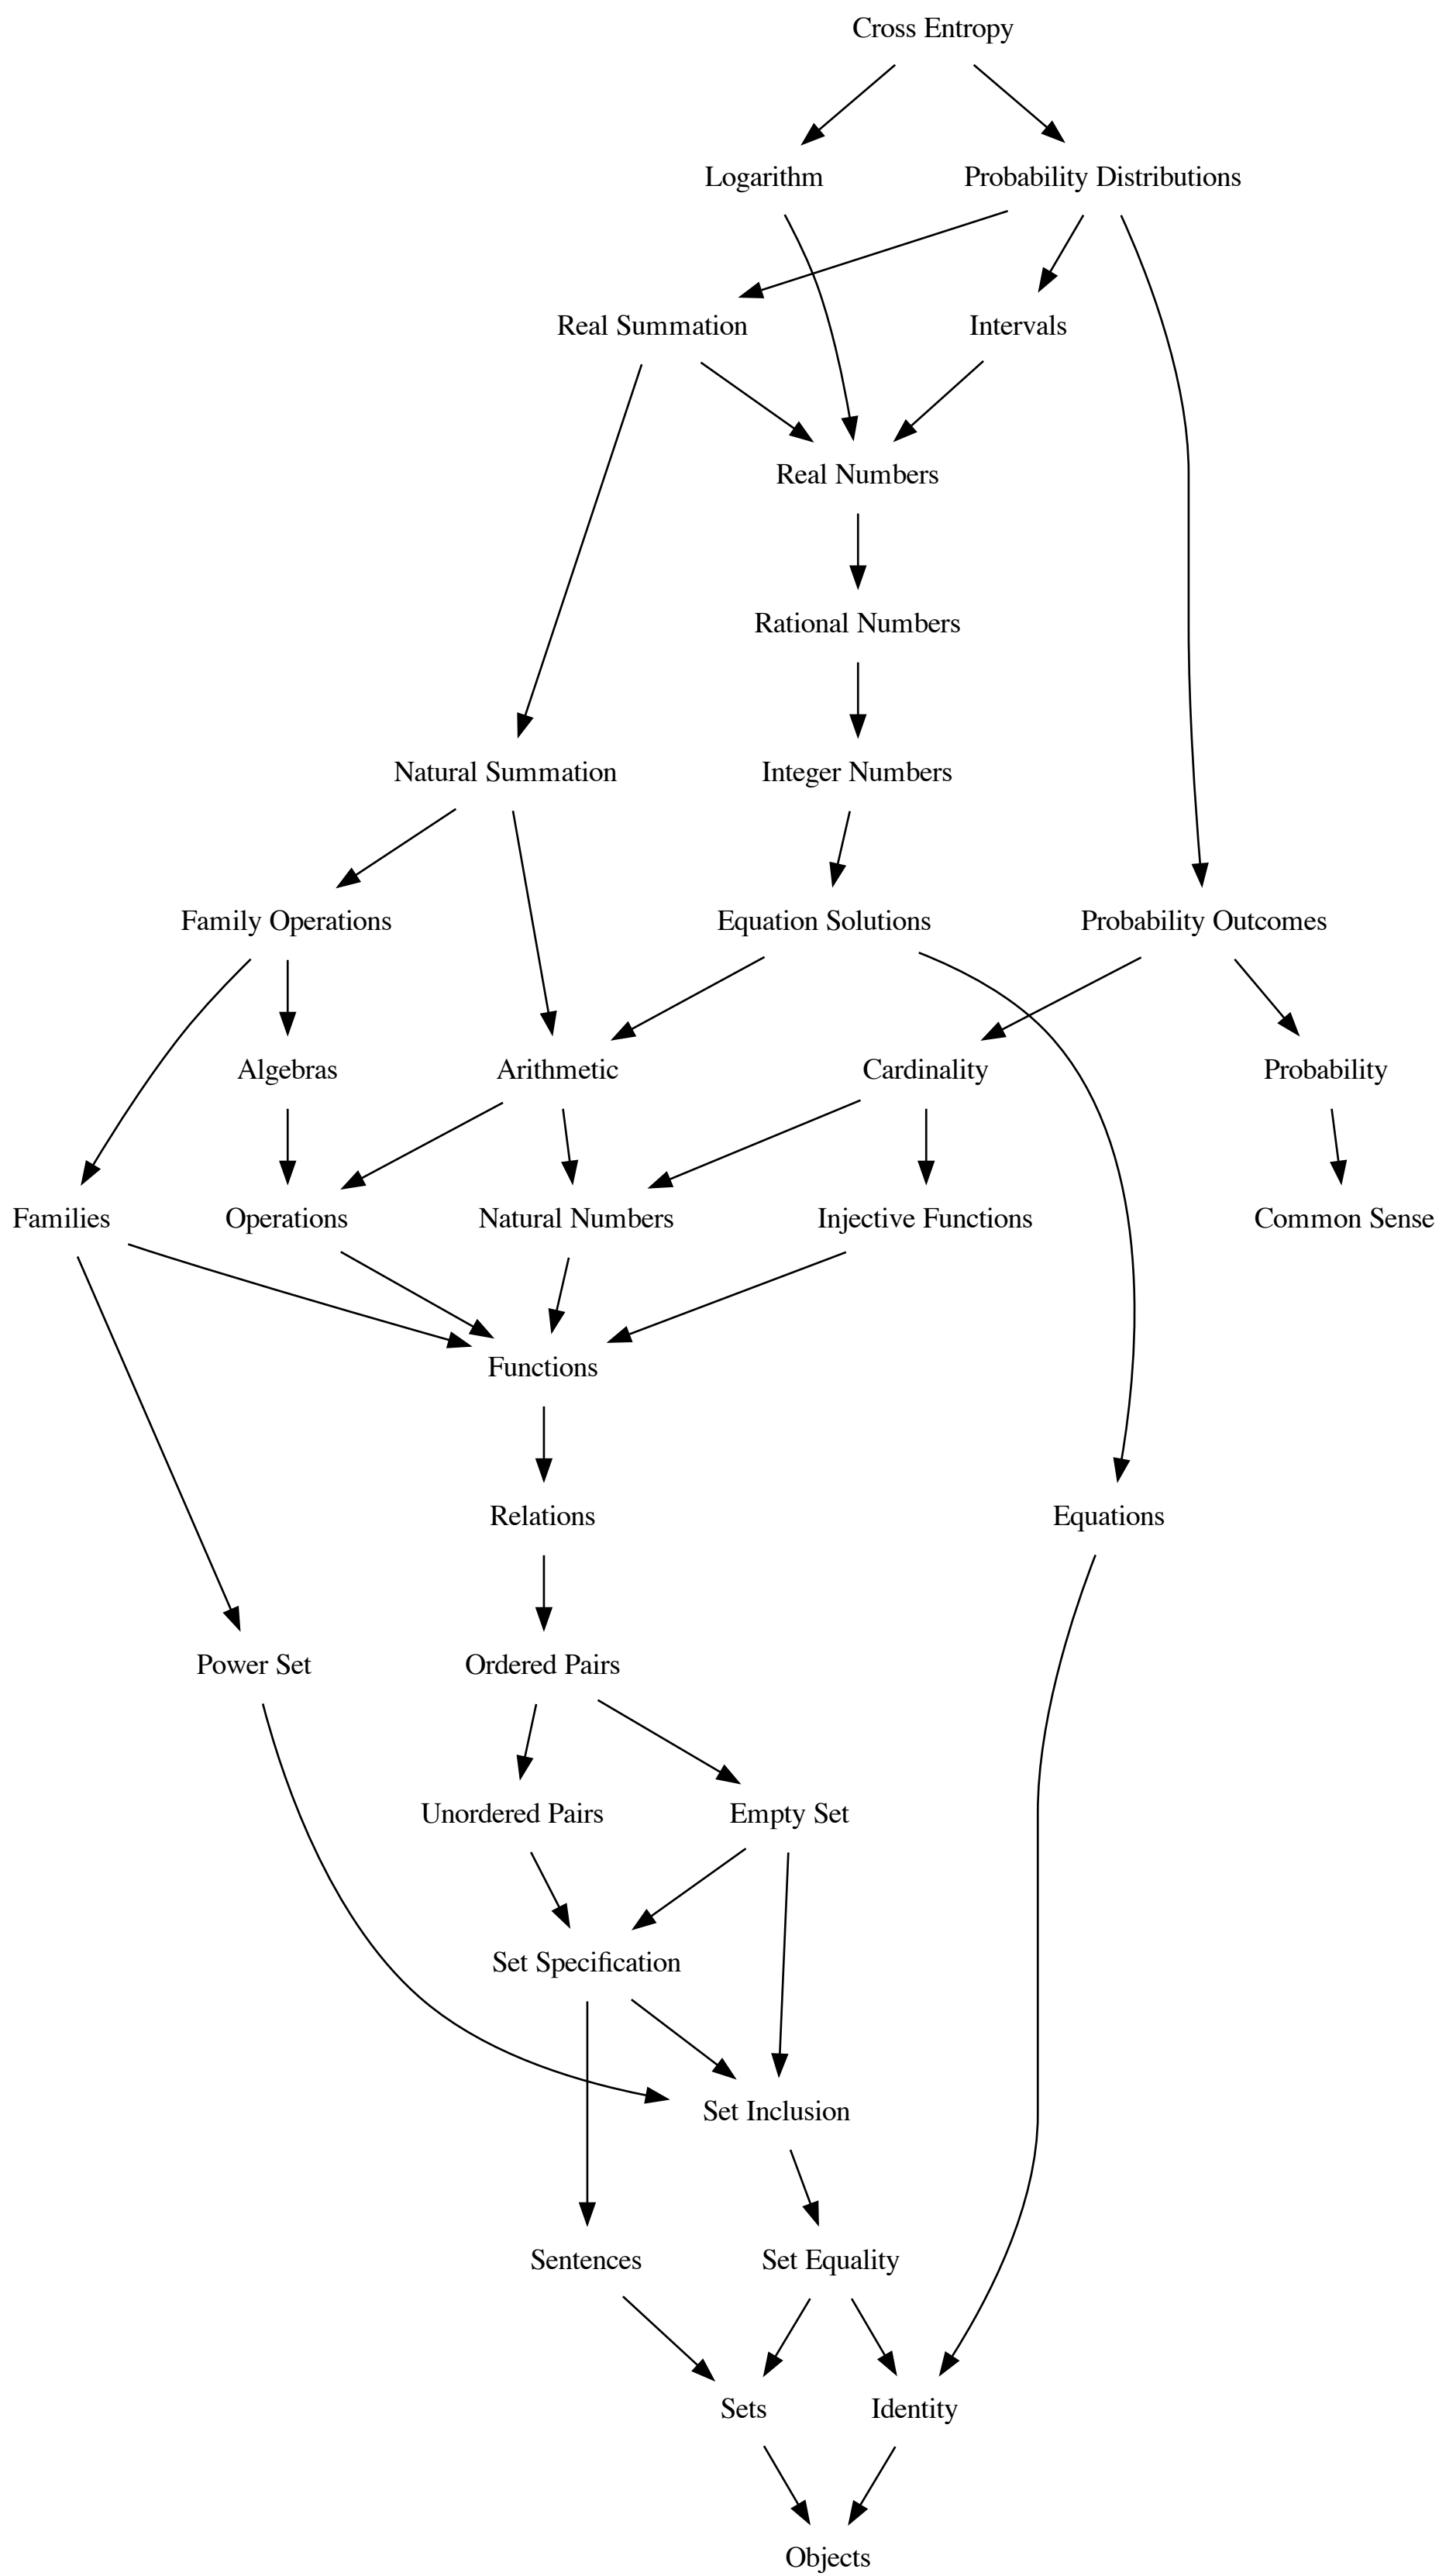 Cross Entropy
Logarithm
Probability Distributions
Real Summation
Intervals
Real Numbers
Rational Numbers
Natural Summation
Integer Numbers
Family Operations
Equation Solutions
Probability Outcomes
Algebras
Arithmetic
Cardinality
Probability
Families
Operations
Natural Numbers
Injective Functions
Common Sense
Functions
Relations
Equations
Power Set
Ordered Pairs
Unordered Pairs
Empty Set
Set Specification
Set Inclusion
Sentences
Set Equality
Sets
Identity
Objects